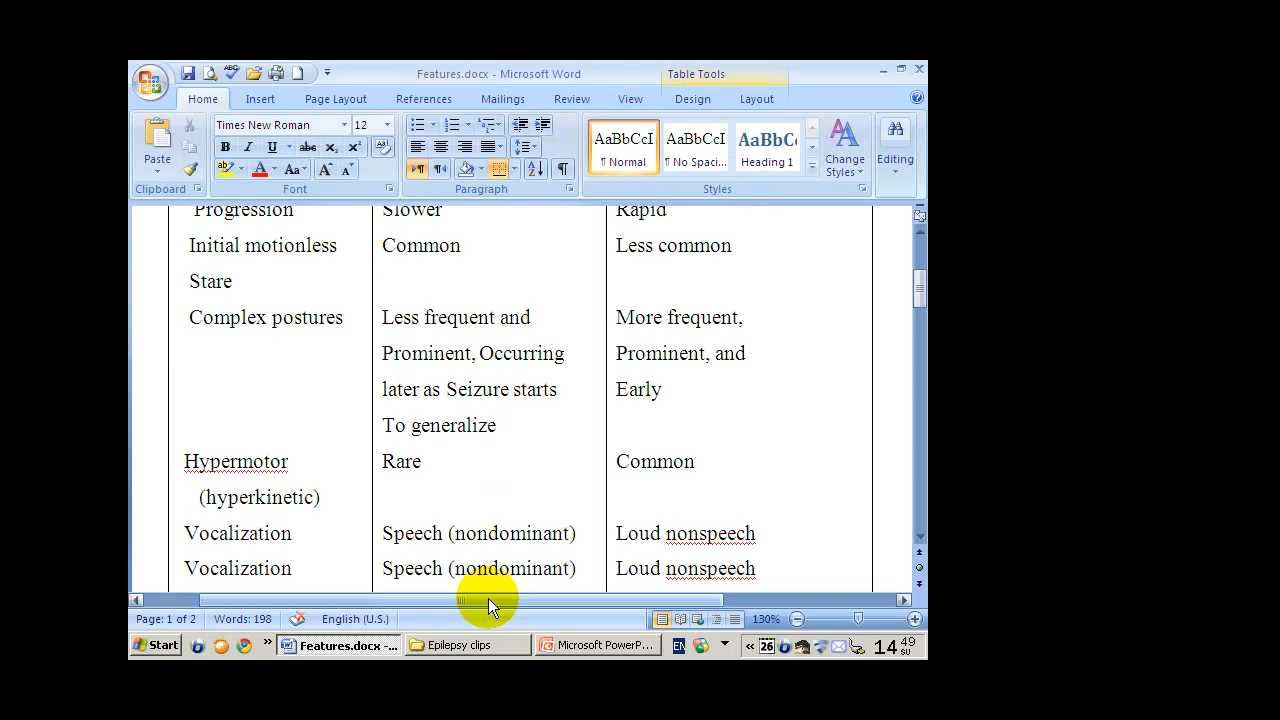 Features.docx - Microsoft Word
Table Tools
Home Insert Page Layout References Mailings Review View Design Layout
Paste
Times New Roman 12
AaBbCcI AaBbCcI AaBbCc
¶ Normal ¶ No Spaci... Heading 1
Change Styles
Editing
Clipboard Font Paragraph Styles
Progression Slower Rapid
Initial motionless Common Less common
Stare
Complex postures Less frequent and More frequent,
Prominent, Occurring Prominent, and
later as Seizure starts Early
To generalize
Hypermotor Rare Common
(hyperkinetic)
Vocalization Speech (nondominant) Loud nonspeech
Vocalization Speech (nondominant) Loud nonspeech
Page: 1 of 2 Words: 198 English (U.S.) 130%
Start Features.docx -... Epilepsy clips Microsoft PowerP... EN 26 14 49 SU